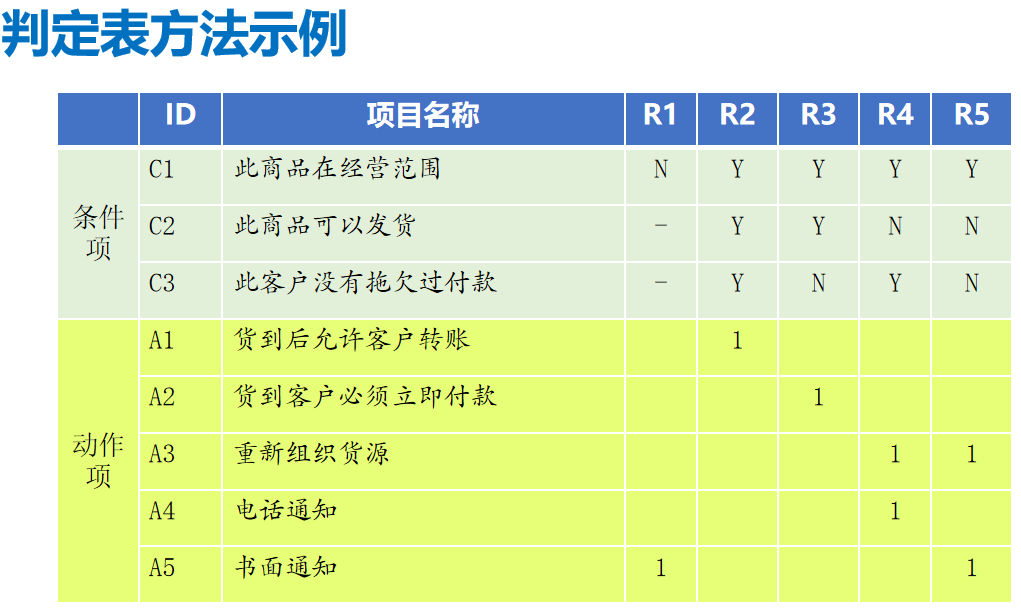 判定表方法示例
ID 项目名称 R1 R2 R3 R4 R5
条件项
C1 此商品在经营范围 N Y Y Y Y
C2 此商品可以发货 - Y Y N N
C3 此客户没有拖欠过付款 - Y N Y N
动作项
A1 货到后允许客户转账 1
A2 货到客户必须立即付款 1
A3 重新组织货源 1 1
A4 电话通知 1
A5 书面通知 1 1